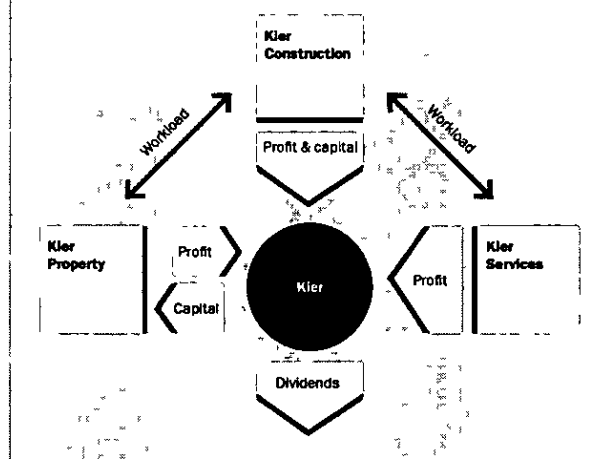 Kier
Construction
Workload
Workload
Profit & capital
Kier
Property
Profit
Capital
Kier
Profit
Kier
Services
Dividends